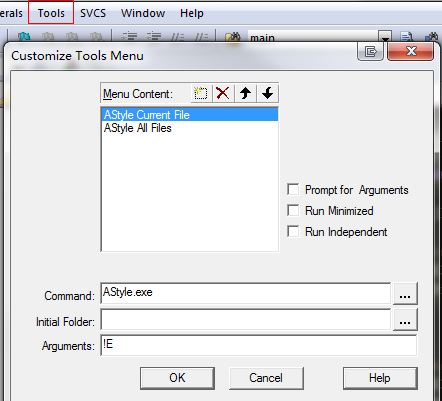 erals Tools SVCS Window Help
main
Customize Tools Menu
Menu Content:
AStyle Current File
AStyle All Files
Prompt for Arguments
Run Minimized
Run Independent
Command: AStyle.exe ...
Initial Folder: ...
Arguments: !E
OK Cancel Help